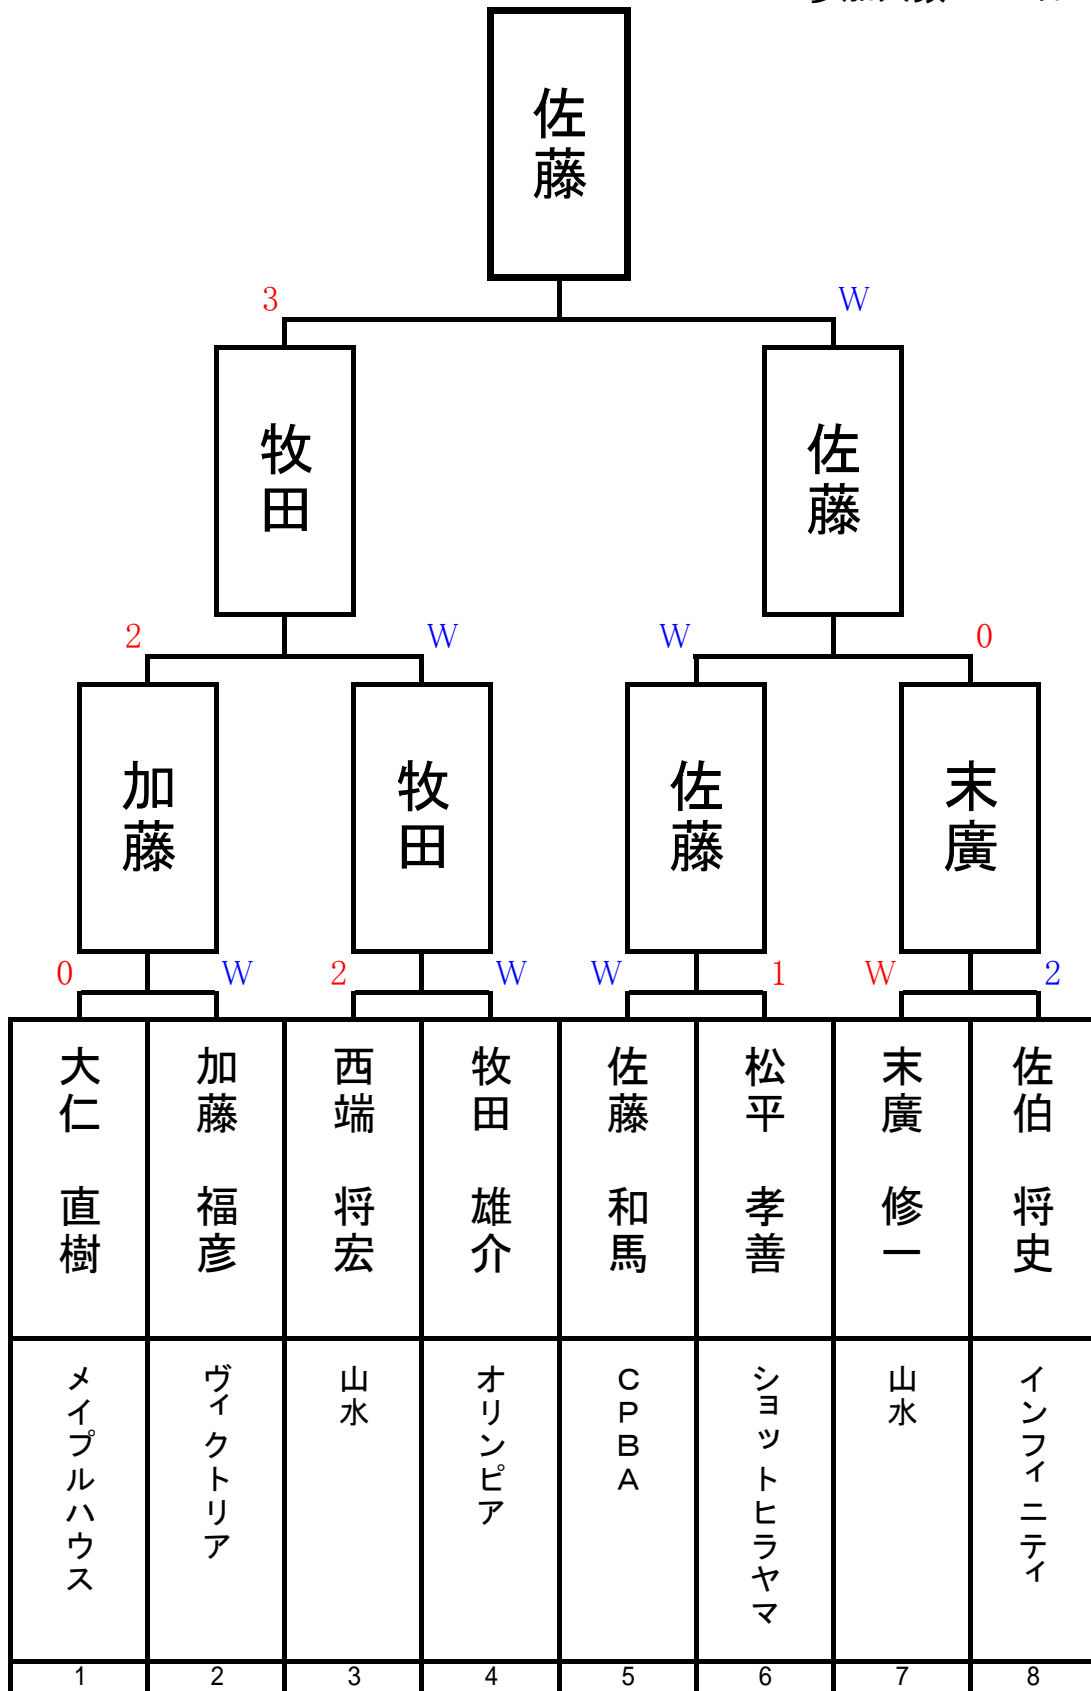 佐藤
3
W
牧田
佐藤
2
W
W
0
加藤
牧田
佐藤
末廣
0
W
2
W
W
1
W
2
大仁 直樹
加藤 福彦
西端 将宏
牧田 雄介
佐藤 和馬
松平 孝善
末廣 修一
佐伯 将史
メイプルハウス
ヴィクトリア
山水
オリンピア
CPBA
ショットヒラヤマ
山水
インフィニティ
1
2
3
4
5
6
7
8